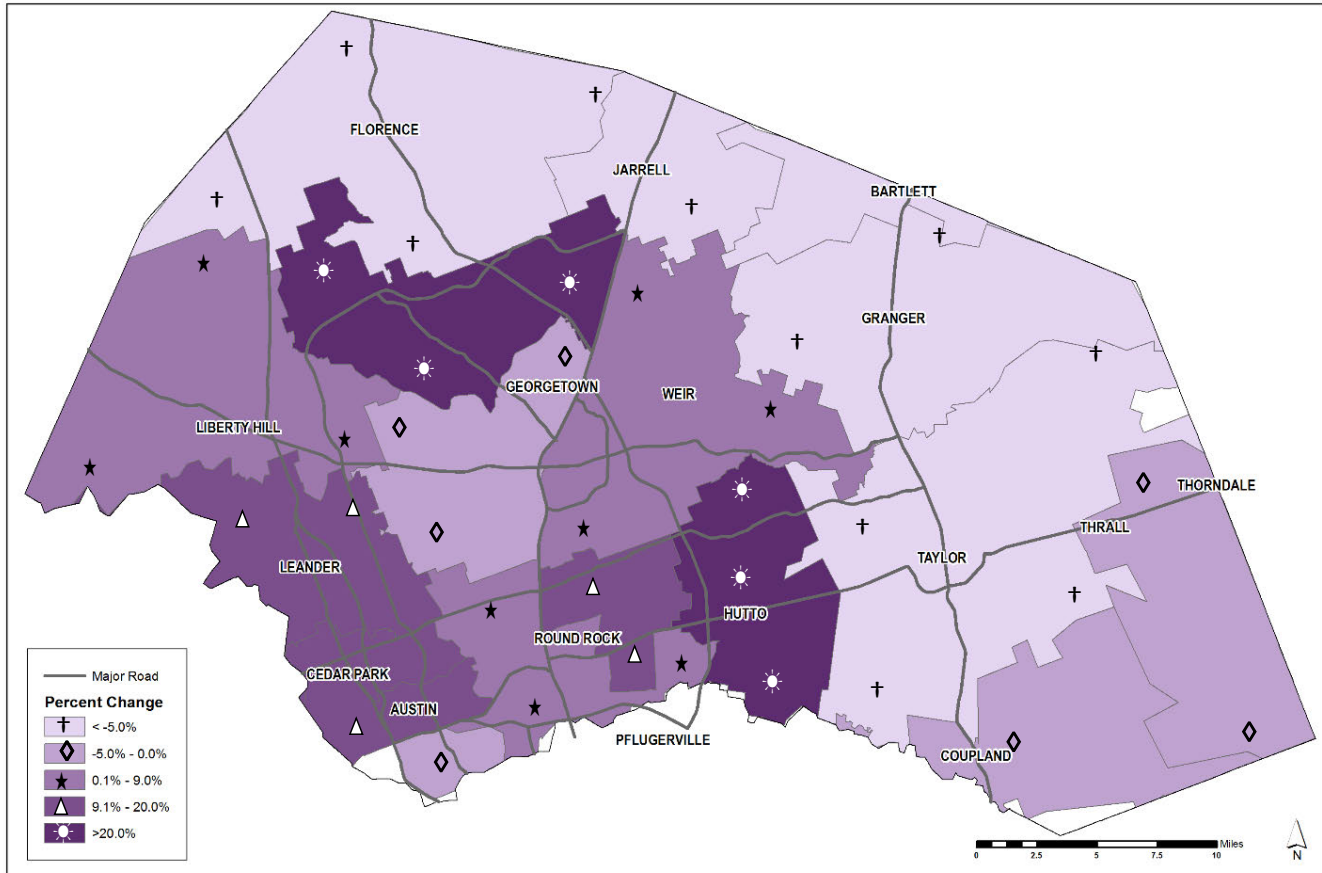 FLORENCE
JARRELL
BARTLETT
GRANGER
GEORGETOWN
WEIR
LIBERTY HILL
THORNDALE
THRALL
TAYLOR
LEANDER
HUTTO
ROUND ROCK
CEDAR PARK
AUSTIN
PFLUGERVILLE
COUPLAND
Major Road
Percent Change
< -5.0%
-5.0% - 0.0%
0.1% - 9.0%
9.1% - 20.0%
>20.0%
Miles
0 2.5 5 7.5 10
N